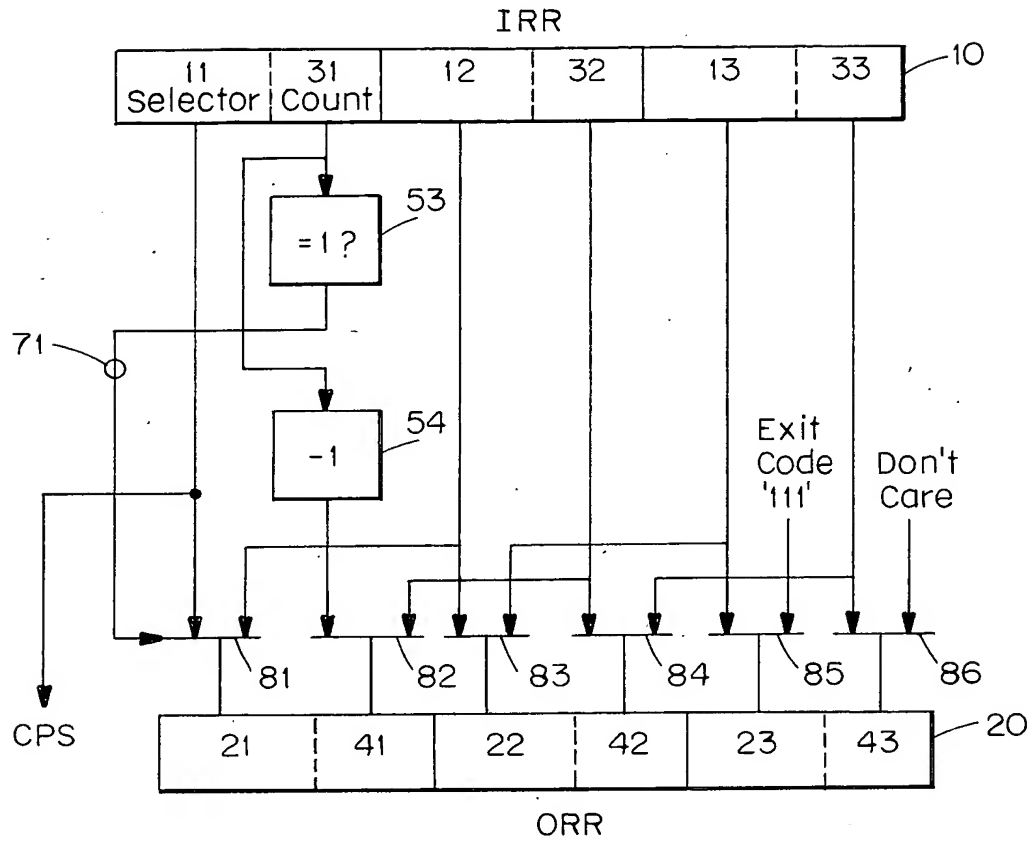 IRR
11 31 12 32 13 33 10
Selector Count
53
=1?
71
54
-1
Exit Code '111'
Don't Care
81 82 83 84 85 86
CPS
21 41 22 42 23 43 20
ORR